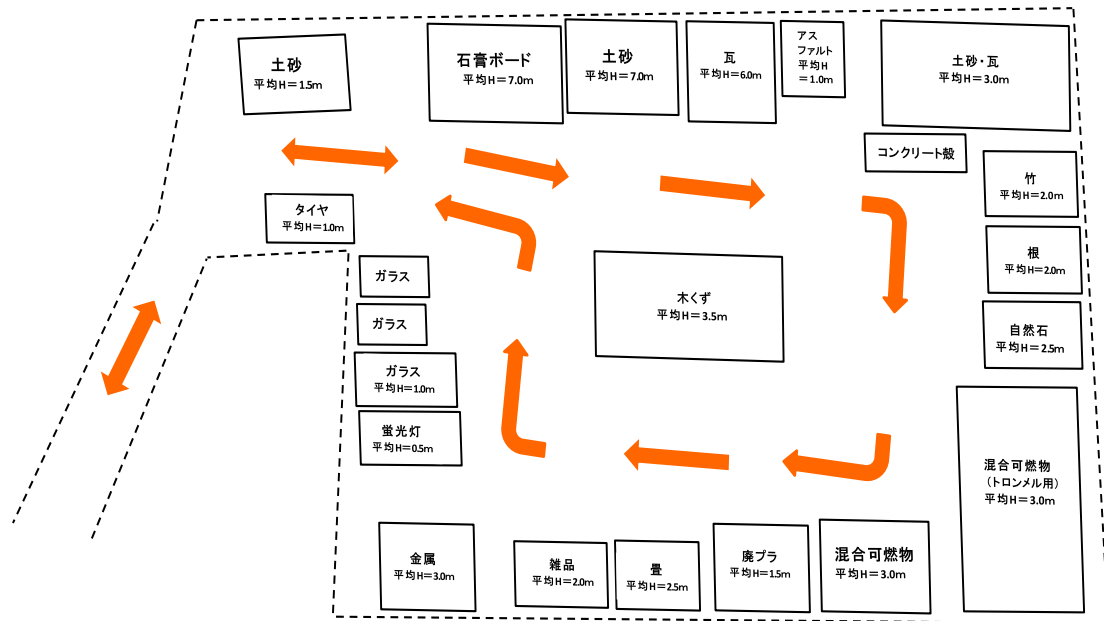 土砂
平均H＝1.5m
石膏ボード
平均H＝7.0m
土砂
平均H＝7.0m
瓦
平均H＝6.0m
アス
ファルト
平均H
＝1.0m
土砂・瓦
平均H＝3.0m
コンクリート殻
竹
平均H＝2.0m
タイヤ
平均H＝1.0m
根
平均H＝2.0m
ガラス
木くず
平均H＝3.5m
ガラス
自然石
平均H＝2.5m
ガラス
平均H＝1.0m
蛍光灯
平均H＝0.5m
混合可燃物
（トロンメル用）
平均H＝3.0m
金属
平均H＝3.0m
雑品
平均H＝2.0m
畳
平均H＝2.5m
廃プラ
平均H＝1.5m
混合可燃物
平均H＝3.0m